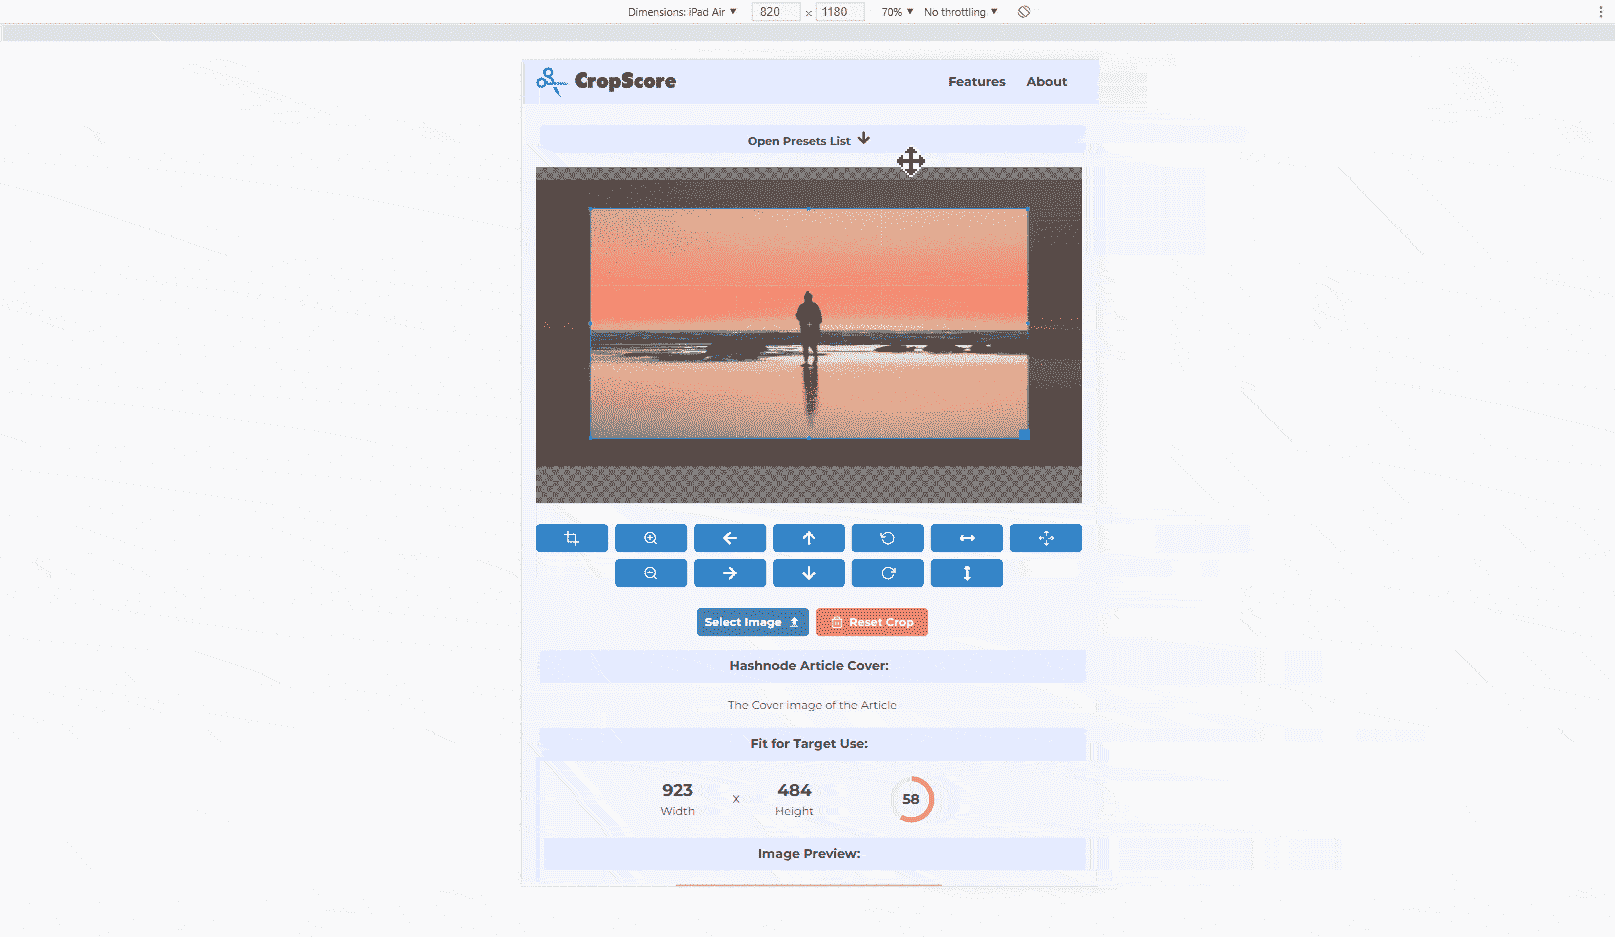 Dimensions: iPad Air ▼ 820 × 1180 70% ▼ No throttling ▼
CropScore Features About
Open Presets List
Select Image Reset Crop
Hashnode Article Cover:
The Cover image of the Article
Fit for Target Use:
923 x 484 58
Width Height
Image Preview: